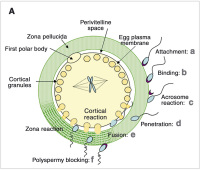 A
Perivitelline
space
Zona pellucida
Egg plasma
membrane
First polar body
Attachment: a
Binding: b
Cortical
granules
Acrosome
reaction: c
Cortical
reaction
Penetration: d
Zona reaction
Fusion: e
Polyspermy blocking: f